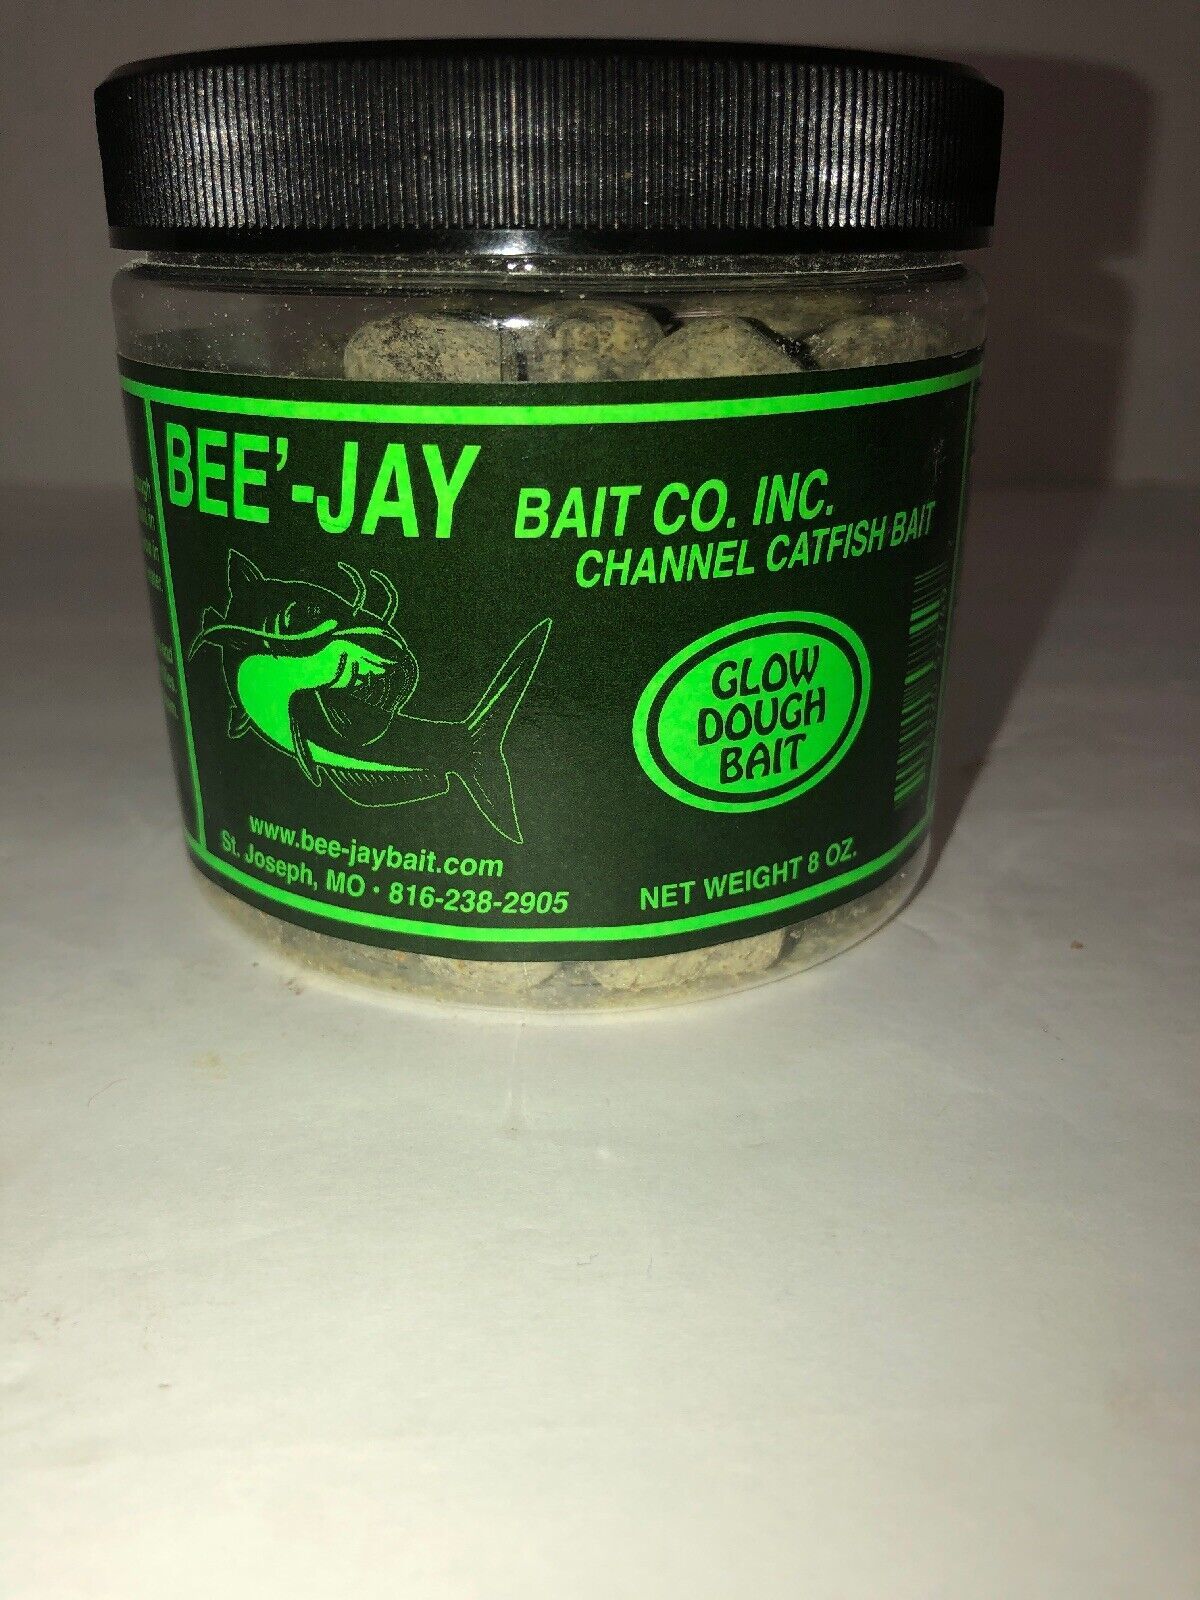 BEE'-JAY BAIT CO. INC.
CHANNEL CATFISH BAIT
GLOW
DOUGH
BAIT
www.bee-jaybait.com
St. Joseph, MO • 816-238-2905
NET WEIGHT 8 OZ.